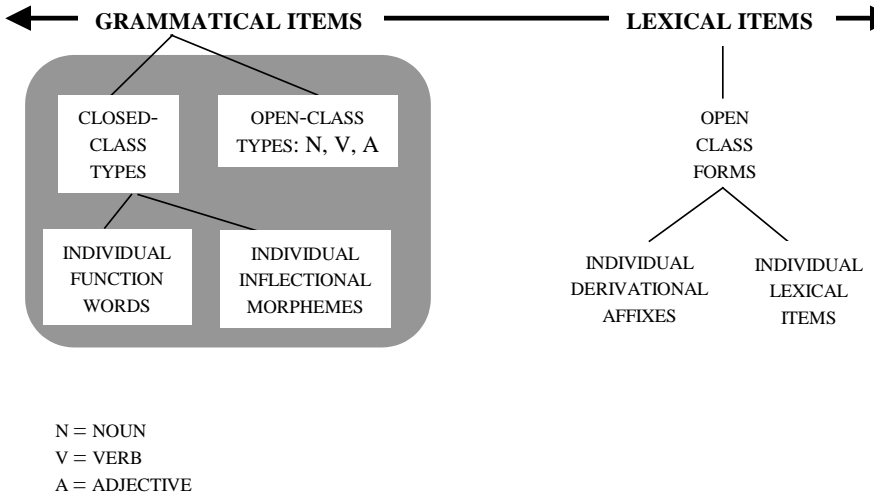 GRAMMATICAL ITEMS
LEXICAL ITEMS
CLOSED-
CLASS
TYPES
OPEN-CLASS
TYPES: N, V, A
OPEN
CLASS
FORMS
INDIVIDUAL
FUNCTION
WORDS
INDIVIDUAL
INFLECTIONAL
MORPHEMES
INDIVIDUAL
DERIVATIONAL
AFFIXES
INDIVIDUAL
LEXICAL
ITEMS
N = NOUN
V = VERB
A = ADJECTIVE